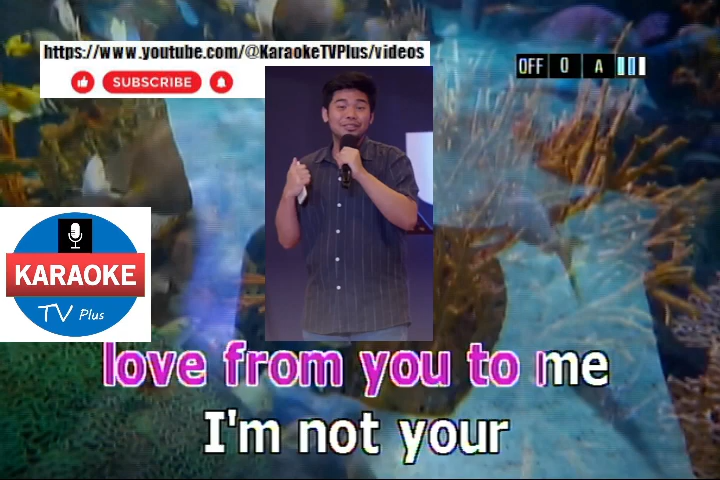 https://www.youtube.com/@KaraokeTVPlus/videos
SUBSCRIBE
OFF 0 A
KARAOKE
TV Plus
love from you to me
I'm not your